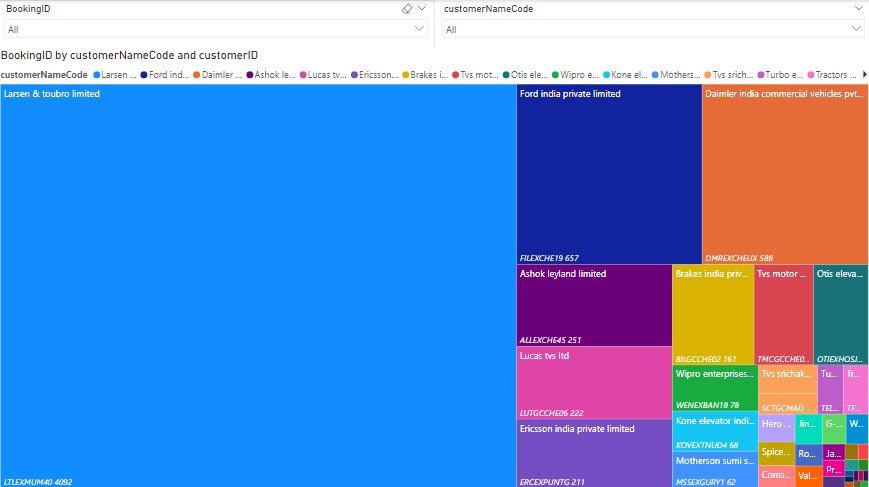 BookingID
customerNameCode
All
All
BookingID by customerNameCode and customerID
customerNameCode Larsen ... Ford ind... Daimler ... Ashok le... Lucas tv... Ericsson... Brakes i... Tvs mot... Otis ele... Wipro e... Kone el... Mothers... Tvs srich... Turbo e... Tractors ...
Larsen & toubro limited
LTLEXMUM40 4092
Ford india private limited
FILEXCHE19 657
Daimler india commercial vehicles pvt...
DMREXCHEUX 588
Ashok leyland limited
ALLEXCHE45 251
Lucas tvs ltd
LUTGCCHE06 222
Ericsson india private limited
ERCEXPUNTG 211
Brakes india priv...
BILGCCHE02 161
Tvs motor ...
TMCGCCHE0...
Otis eleva...
OTIEXHOSJ...
Wipro enterprises...
WENEXBAN18 78
Kone elevator indi...
KOVEXTNUD4 68
Motherson sumi s...
MSSEXGURY1 62
Tvs srichak...
SCTGCMAD...
Tu...
TEL...
Tr...
TF...
Hero ...
Jin...
G-...
W...
Spice...
Ro...
Ja...
Coms...
Val...
Pr...